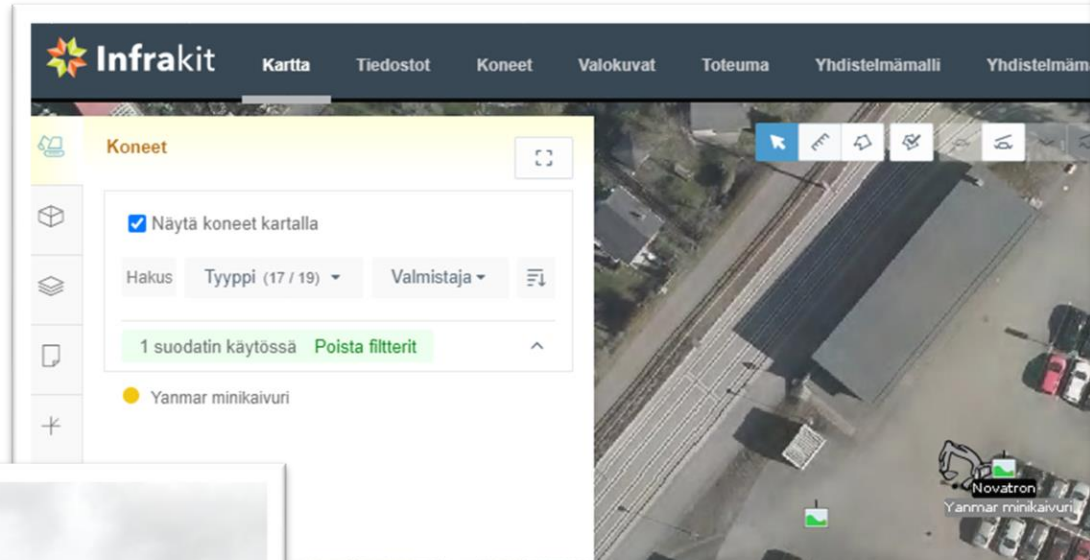 Infrakit Kartta Tiedostot Koneet Valokuvat Toteuma Yhdistelmämalli Yhdistelmäm
Koneet
Näytä koneet kartalla
Hakus Tyyppi (17 / 19) Valmistaja
1 suodatin käytössä Poista filtterit
Yanmar minikaivuri
Novatron
Yanmar minikaivuri